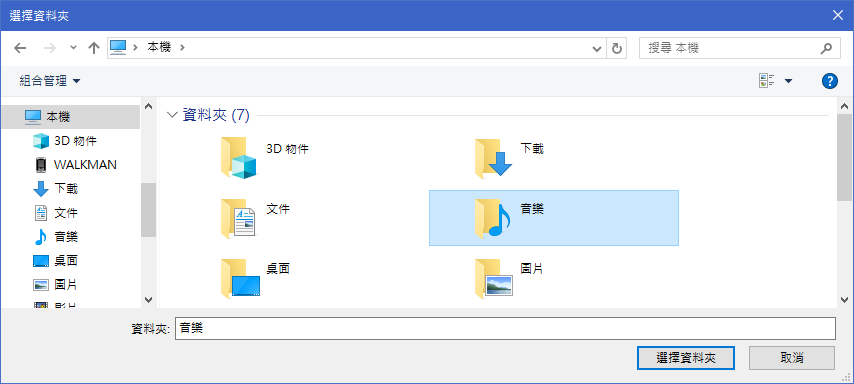 選擇資料夾
本機
搜尋 本機
組合管理
本機
3D 物件
WALKMAN
下載
文件
音樂
桌面
圖片
影片
資料夾 (7)
3D 物件
下載
文件
音樂
桌面
圖片
資料夾: 音樂
選擇資料夾
取消